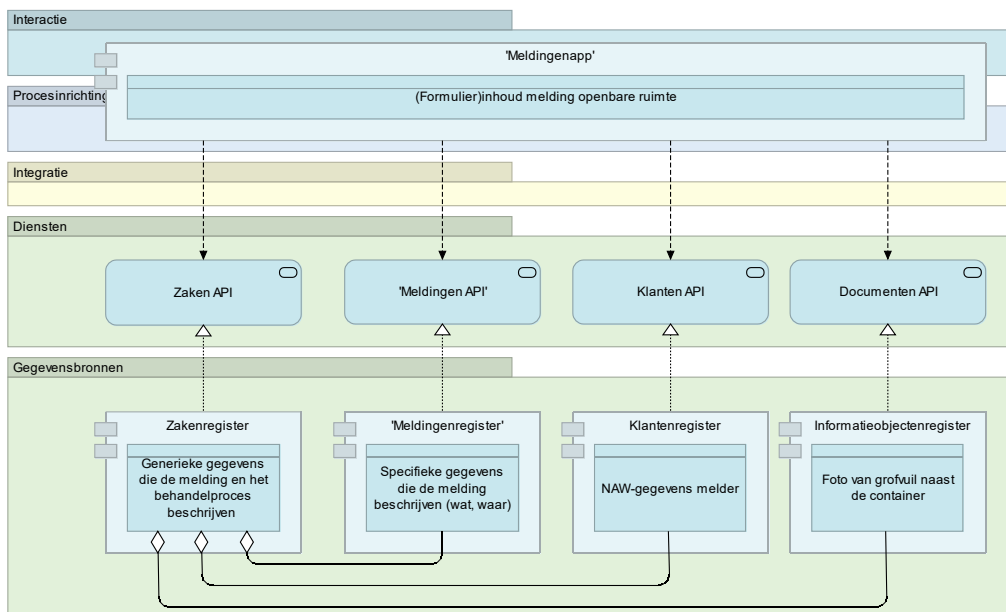 Interactie
'Meldingenapp'
(Formulier)inhoud melding openbare ruimte
Procesinrichting
Integratie
Diensten
Zaken API
'Meldingen API'
Klanten API
Documenten API
Gegevensbronnen
Zakenregister
Generieke gegevens
die de melding en het
behandelproces
beschrijven
'Meldingenregister'
Specifieke gegevens
die de melding
beschrijven (wat, waar)
Klantenregister
NAW-gegevens melder
Informatieobjectenregister
Foto van grofvuil naast
de container